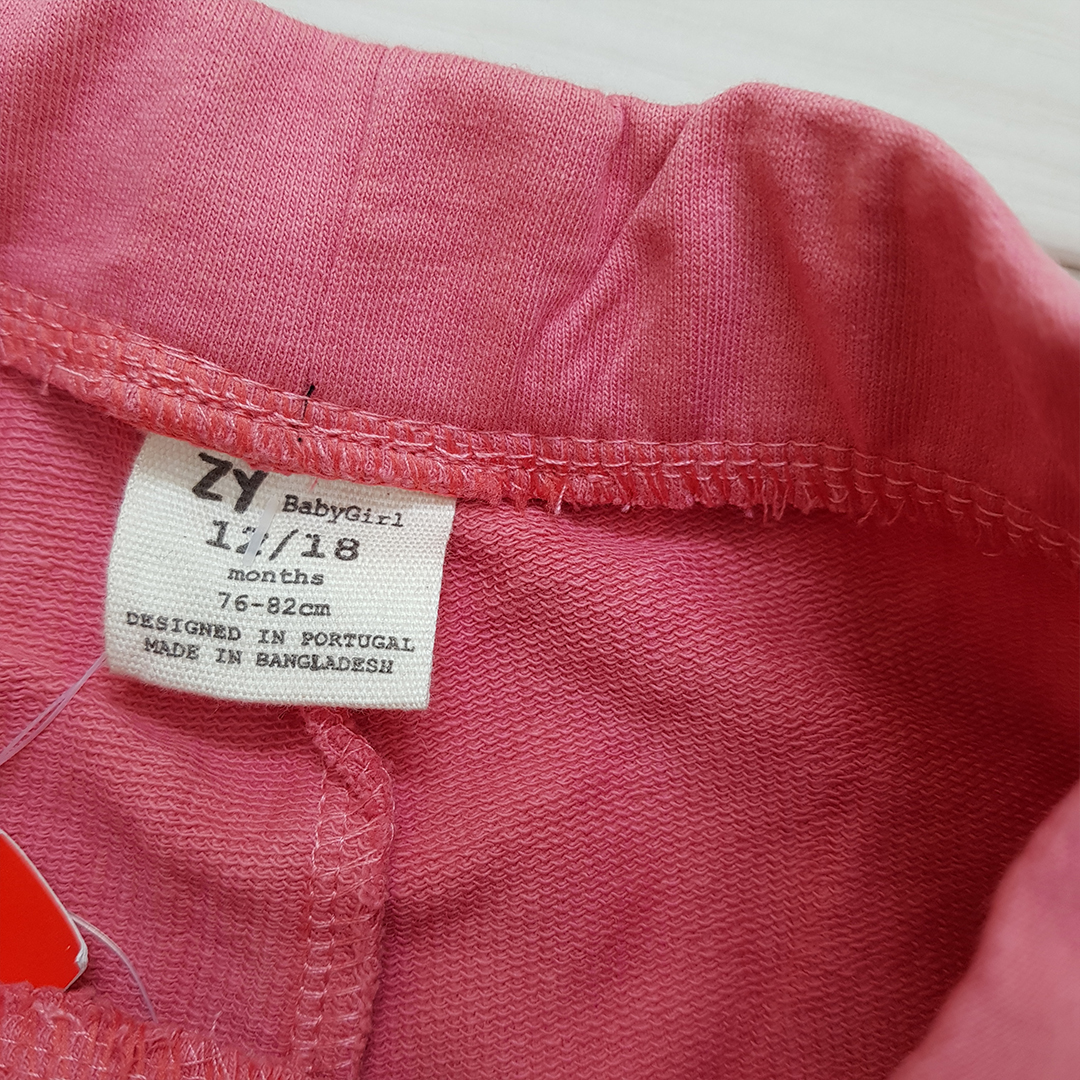 ZY BabyGirl
12/18
months
76-82cm
DESIGNED IN PORTUGAL
MADE IN BANGLADESH